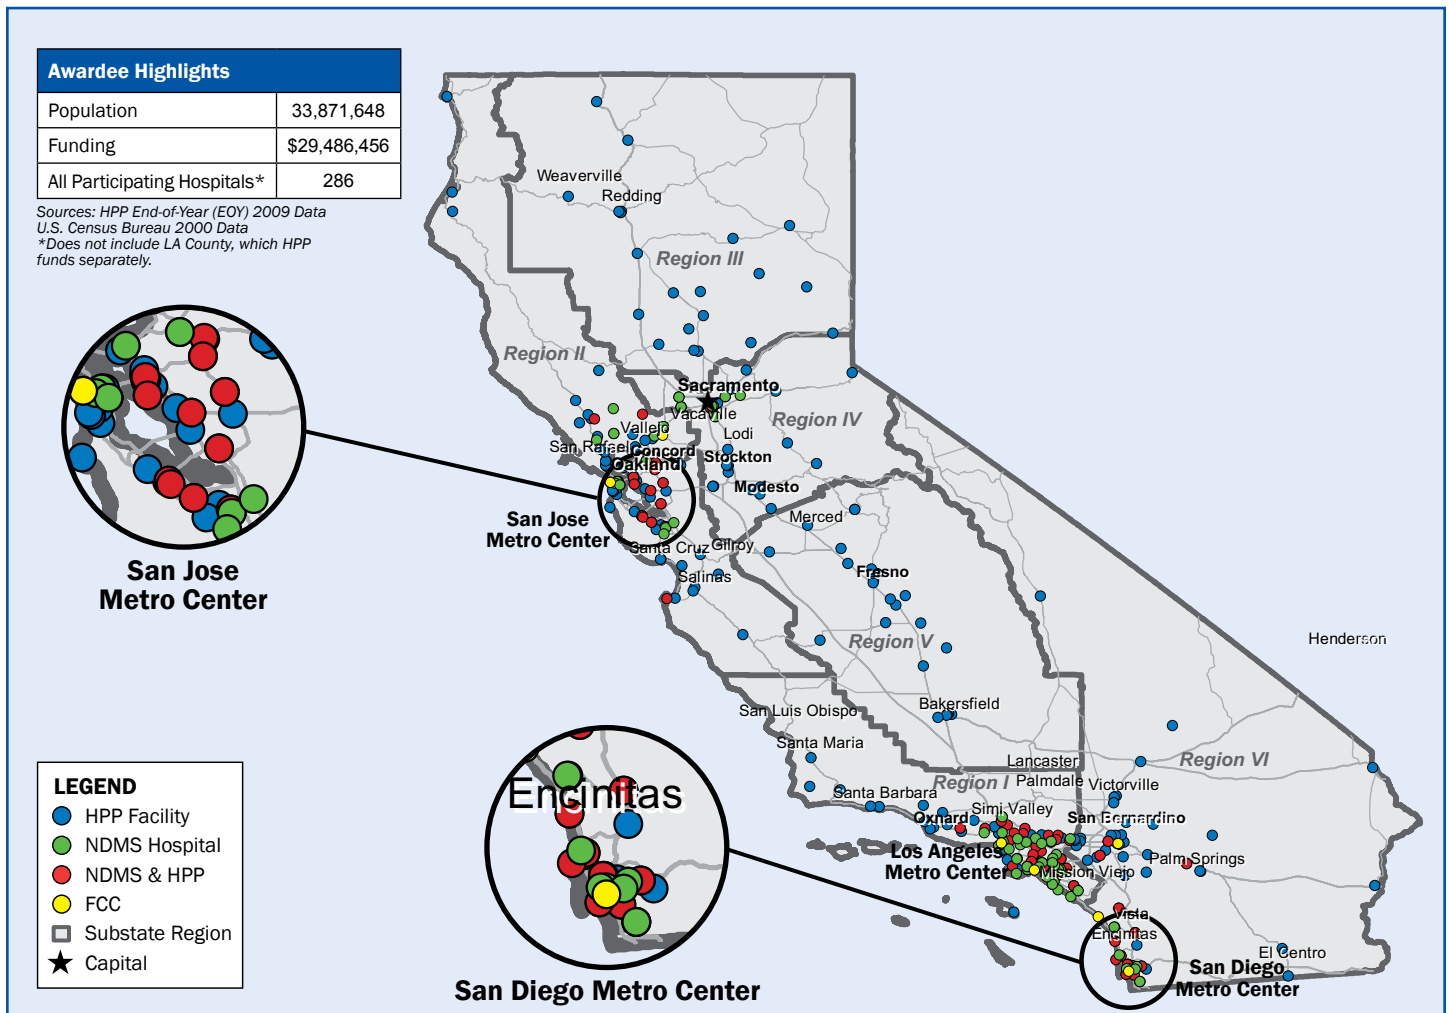 Awardee Highlights
Population 33,871,648
Funding $29,486,456
All Participating Hospitals* 286
Sources: HPP End-of-Year (EOY) 2009 Data
U.S. Census Bureau 2000 Data
*Does not include LA County, which HPP
funds separately.
Weaverville
Redding
Region III
Region II
Sacramento
Vacaville
Region IV
Vallejo
Lodi
San Rafael
Concord
Stockton
Oakland
Modesto
San Jose
Metro Center
Merced
Santa Cruz
Gilroy
Salinas
Fresno
Region V
Henderson
San Jose
Metro Center
Bakersfield
San Luis Obispo
Santa Maria
Lancaster
Region VI
Region I
Palmdale
Victorville
Santa Barbara
Simi Valley
Oxnard
San Bernardino
Los Angeles
Metro Center
Palm Springs
Mission Viejo
Vista
Encinitas
El Centro
San Diego
Metro Center
Encinitas
San Diego Metro Center
LEGEND
HPP Facility
NDMS Hospital
NDMS & HPP
FCC
Substate Region
Capital